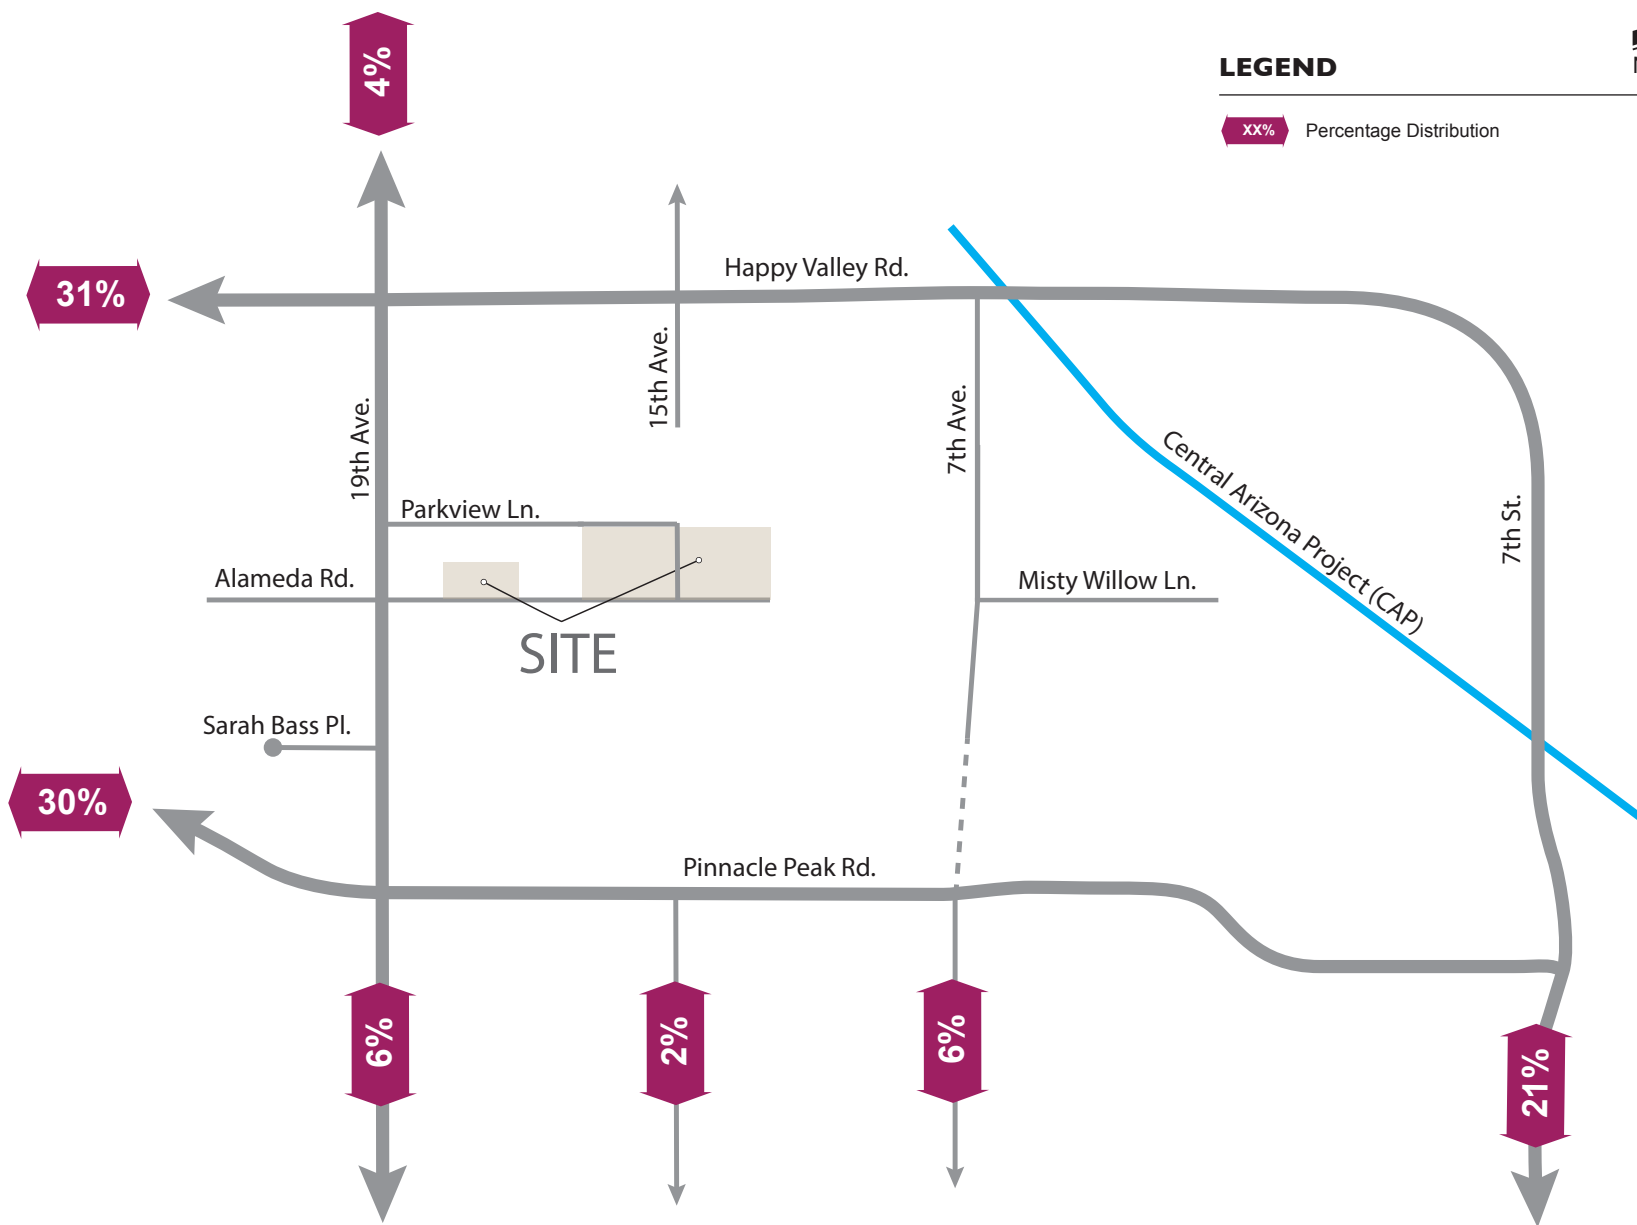 4%
LEGEND
XX% Percentage Distribution
31%
Happy Valley Rd.
15th Ave.
19th Ave.
7th Ave.
Central Arizona Project (CAP)
7th St.
Parkview Ln.
Alameda Rd.
Misty Willow Ln.
SITE
Sarah Bass Pl.
30%
Pinnacle Peak Rd.
6%
2%
6%
21%